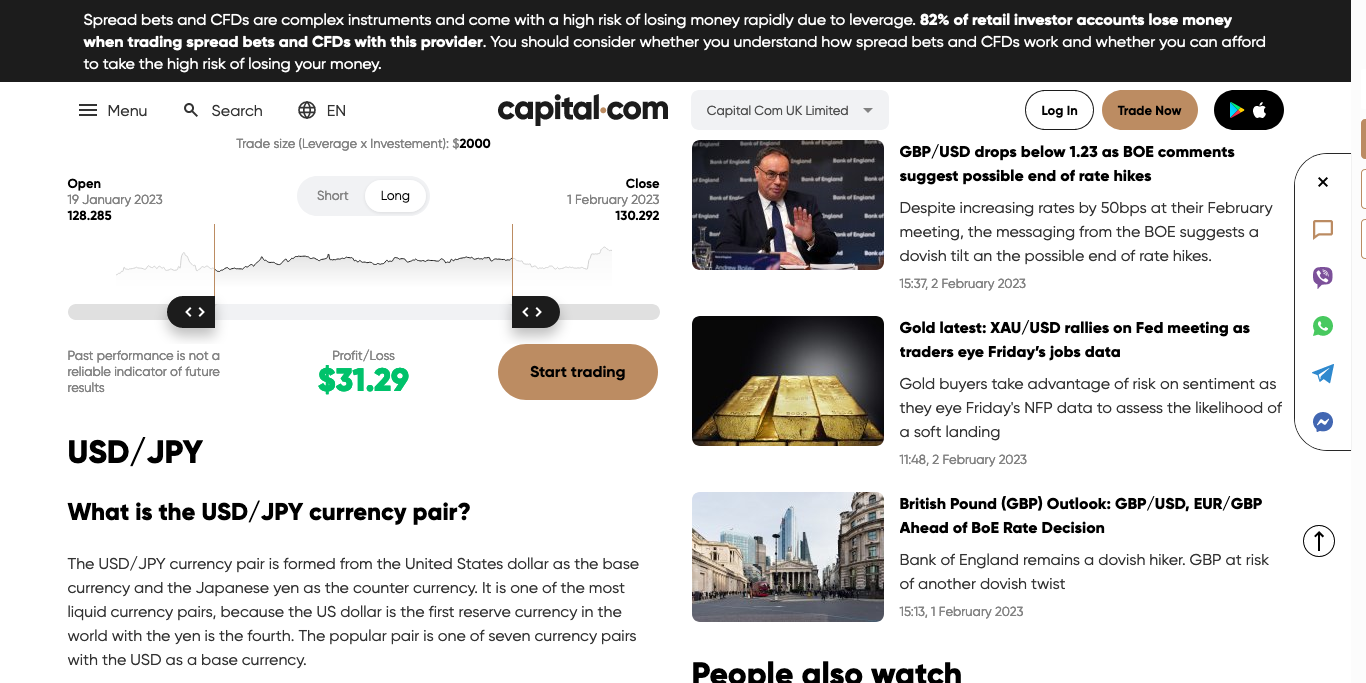 Spread bets and CFDs are complex instruments and come with a high risk of losing money rapidly due to leverage. 82% of retail investor accounts lose money
when trading spread bets and CFDs with this provider. You should consider whether you understand how spread bets and CFDs work and whether you can afford
to take the high risk of losing your money.
Menu
Search
EN
capital.com
Capital Com UK Limited
Log In
Trade Now
Trade size (Leverage x Investement): $2000
Open
19 January 2023
128.285
Short
Long
Close
1 February 2023
130.292
Past performance is not a
reliable indicator of future
results
Profit/Loss
$31.29
Start trading
USD/JPY
What is the USD/JPY currency pair?
The USD/JPY currency pair is formed from the United States dollar as the base
currency and the Japanese yen as the counter currency. It is one of the most
liquid currency pairs, because the US dollar is the first reserve currency in the
world with the yen is the fourth. The popular pair is one of seven currency pairs
with the USD as a base currency.
Bank of England
Andrew Bailey
GBP/USD drops below 1.23 as BOE comments
suggest possible end of rate hikes
Despite increasing rates by 50bps at their February
meeting, the messaging from the BOE suggests a
dovish tilt an the possible end of rate hikes.
15:37, 2 February 2023
Gold latest: XAU/USD rallies on Fed meeting as
traders eye Friday’s jobs data
Gold buyers take advantage of risk on sentiment as
they eye Friday's NFP data to assess the likelihood of
a soft landing
11:48, 2 February 2023
British Pound (GBP) Outlook: GBP/USD, EUR/GBP
Ahead of BoE Rate Decision
Bank of England remains a dovish hiker. GBP at risk
of another dovish twist
15:13, 1 February 2023
People also watch